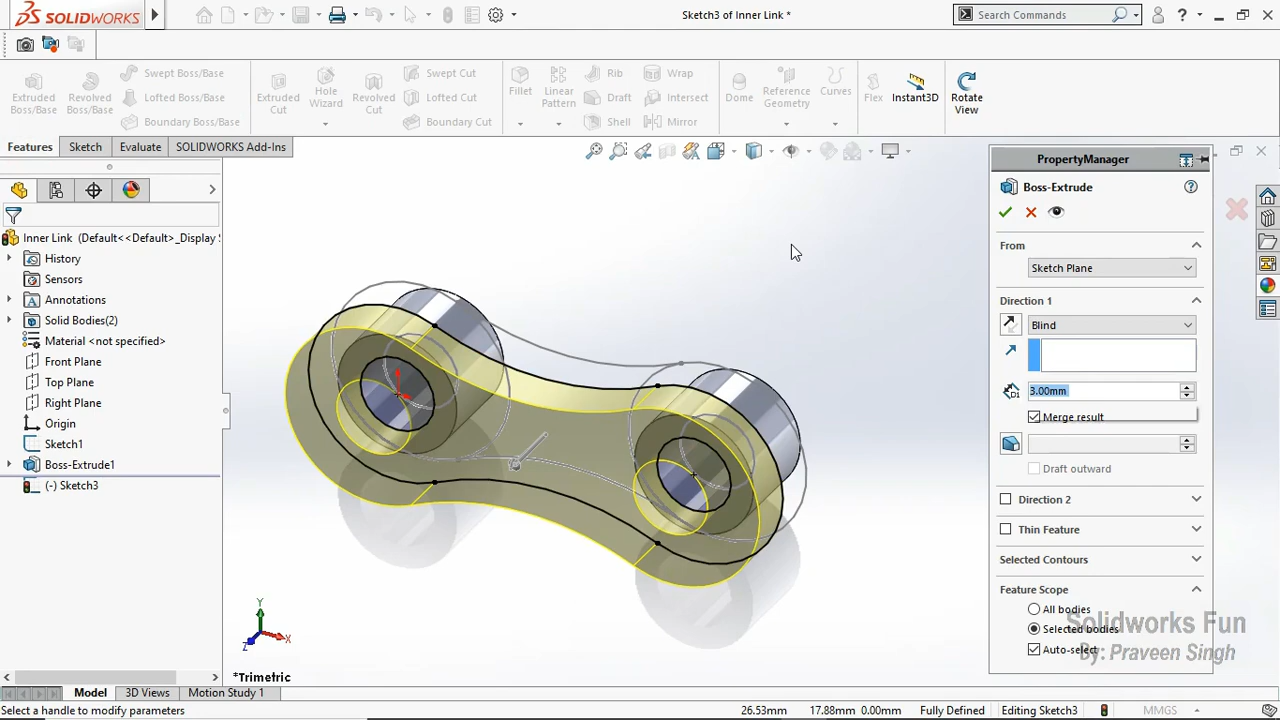 SOLIDWORKS
Sketch3 of Inner Link *
Search Commands
Extruded Boss/Base
Revolved Boss/Base
Swept Boss/Base
Lofted Boss/Base
Boundary Boss/Base
Extruded Cut
Hole Wizard
Revolved Cut
Swept Cut
Lofted Cut
Boundary Cut
Fillet
Linear Pattern
Rib
Draft
Shell
Wrap
Intersect
Mirror
Dome
Reference Geometry
Curves
Flex
Instant3D
Rotate View
Features
Sketch
Evaluate
SOLIDWORKS Add-Ins
Inner Link (Default<<Default>_Display
History
Sensors
Annotations
Solid Bodies(2)
Material <not specified>
Front Plane
Top Plane
Right Plane
Origin
Sketch1
Boss-Extrude1
(-) Sketch3
Y
X
Z
*Trimetric
PropertyManager
Boss-Extrude
From
Sketch Plane
Direction 1
Blind
D1
3.00mm
Merge result
Draft outward
Direction 2
Thin Feature
Selected Contours
Feature Scope
All bodies
Selected bodies
Auto-select
Solidworks Fun
By: Praveen Singh
Model
3D Views
Motion Study 1
Select a handle to modify parameters
26.53mm
17.88mm 0.00mm
Fully Defined
Editing Sketch3
MMGS